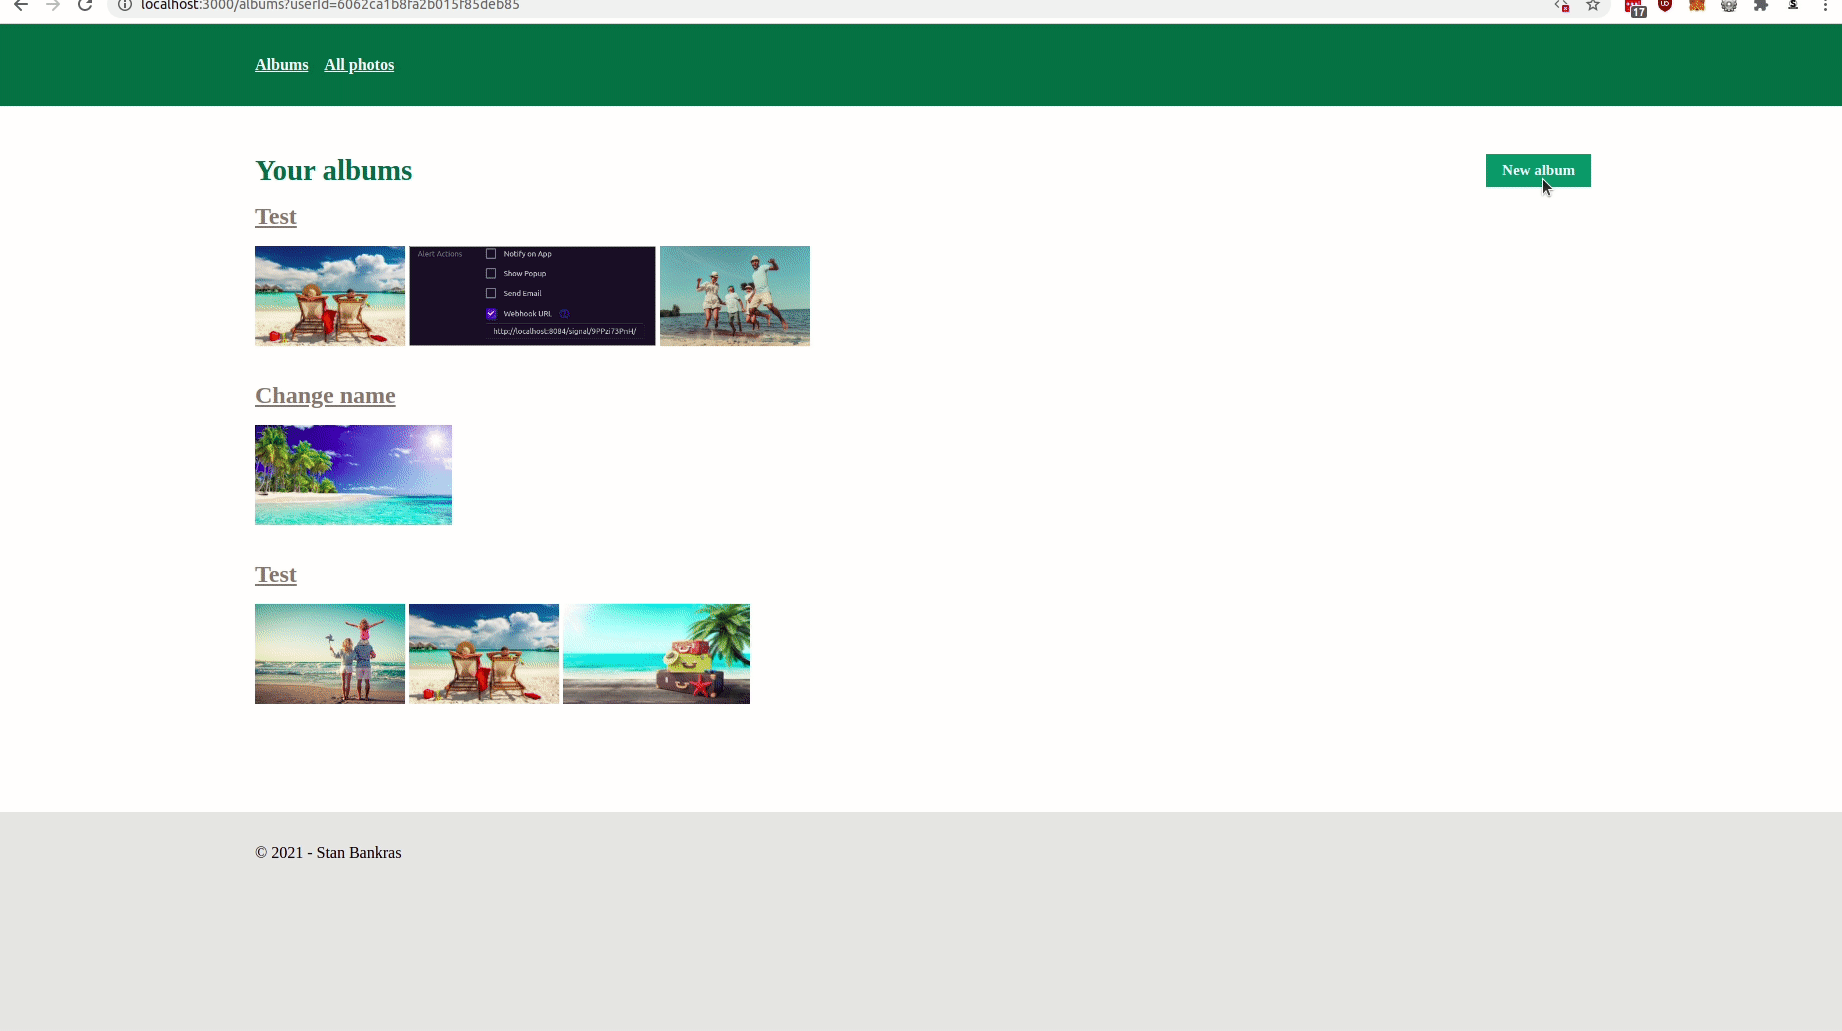 localhost:3000/albums?userId=6062ca1b8fa2b015f85deb85
17
Albums All photos
Your albums
New album
Test
Alert Actions
Notify on App
Show Popup
Send Email
Webhook URL
http://localhost:8084/signal/9PPzi73PnH/
Change name
Test
© 2021 - Stan Bankras